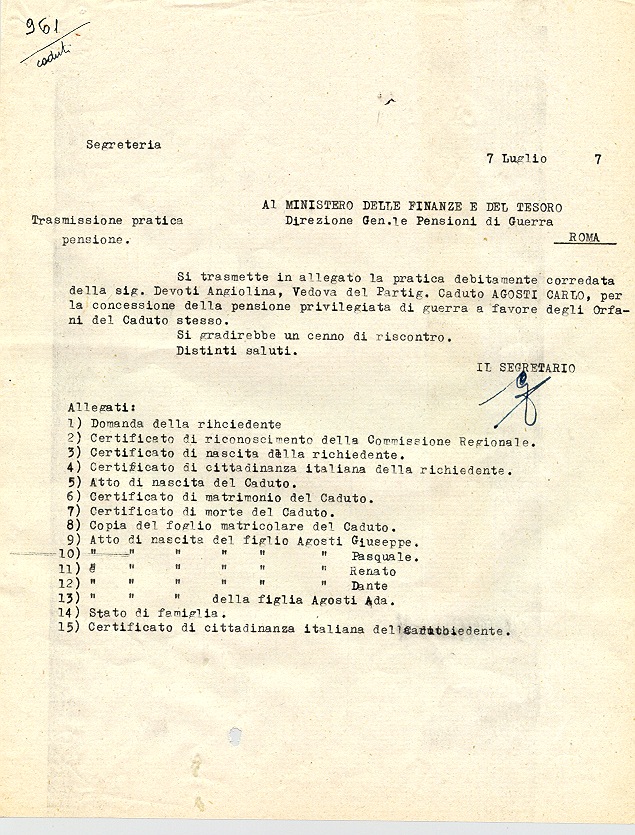 961
caduti
Segreteria
7 Luglio 7
Al MINISTERO DELLE FINANZE E DEL TESORO
Trasmissione pratica Direzione Gen.le Pensioni di Guerra
pensione. ROMA
Si trasmette in allegato la pratica debitamente corredata
della sig. Devoti Angiolina, Vedova del Partig. Caduto AGOSTI CARLO, per
la concessione della pensione privilegiata di guerra a favore degli Orfa-
ni del Caduto stesso.
Si gradirebbe un cenno di riscontro.
Distinti saluti.
IL SEGRETARIO
Allegati:
1) Domanda della rihciedente
2) Certificato di riconoscimento della Commissione Regionale.
3) Certificato di nascita della richiedente.
4) Certificato di cittadinanza italiana della richiedente.
5) Atto di nascita del Caduto.
6) Certificato di matrimonio del Caduto.
7) Certificato di morte del Caduto.
8) Copia del foglio matricolare del Caduto.
9) Atto di nascita del figlio Agosti Giuseppe.
10) " " " " " " Pasquale.
11) " " " " " Renato
12) " " " " " " Dante
13) " " " della figlia Agosti Ada.
14) Stato di famiglia.
15) Certificato di cittadinanza italiana